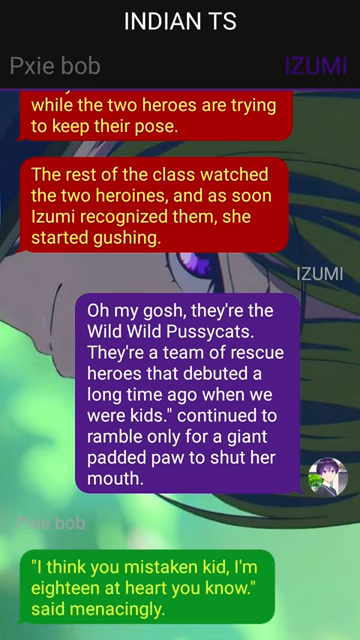 INDIAN TS
Pxie bob IZUMI
while the two heroes are trying
to keep their pose.
The rest of the class watched
the two heroines, and as soon
Izumi recognized them, she
started gushing.
IZUMI
Oh my gosh, they're the
Wild Wild Pussycats.
They're a team of rescue
heroes that debuted a
long time ago when we
were kids." continued to
ramble only for a giant
padded paw to shut her
mouth.
Pxie bob
"I think you mistaken kid, I'm
eighteen at heart you know."
said menacingly.